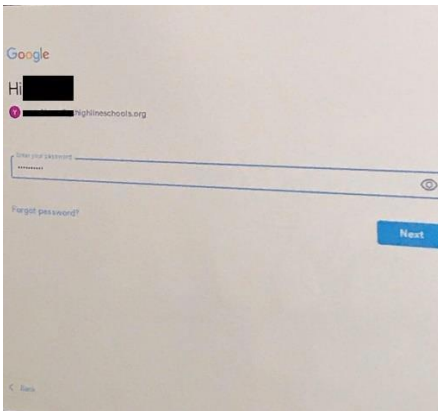 Google
Hi
Y highlineschools.org
Enter your password
••••••••••
Forgot password?
Next
< Back